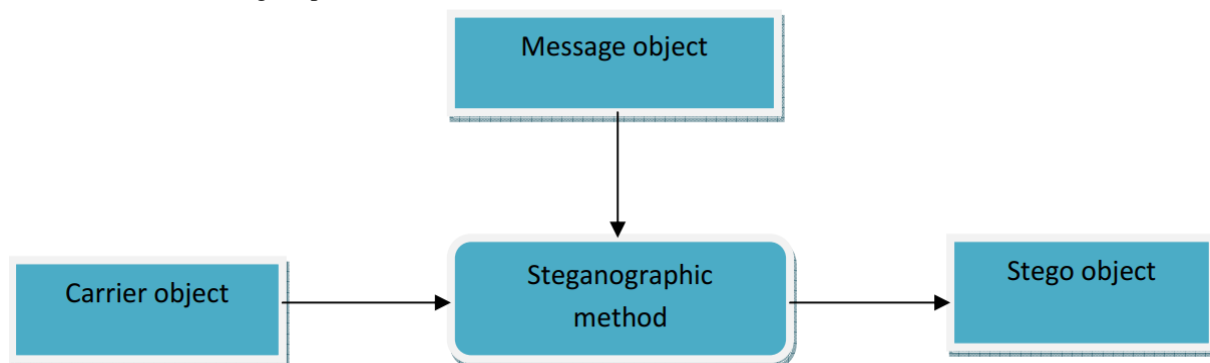 Message object
Carrier object
Steganographic
method
Stego object